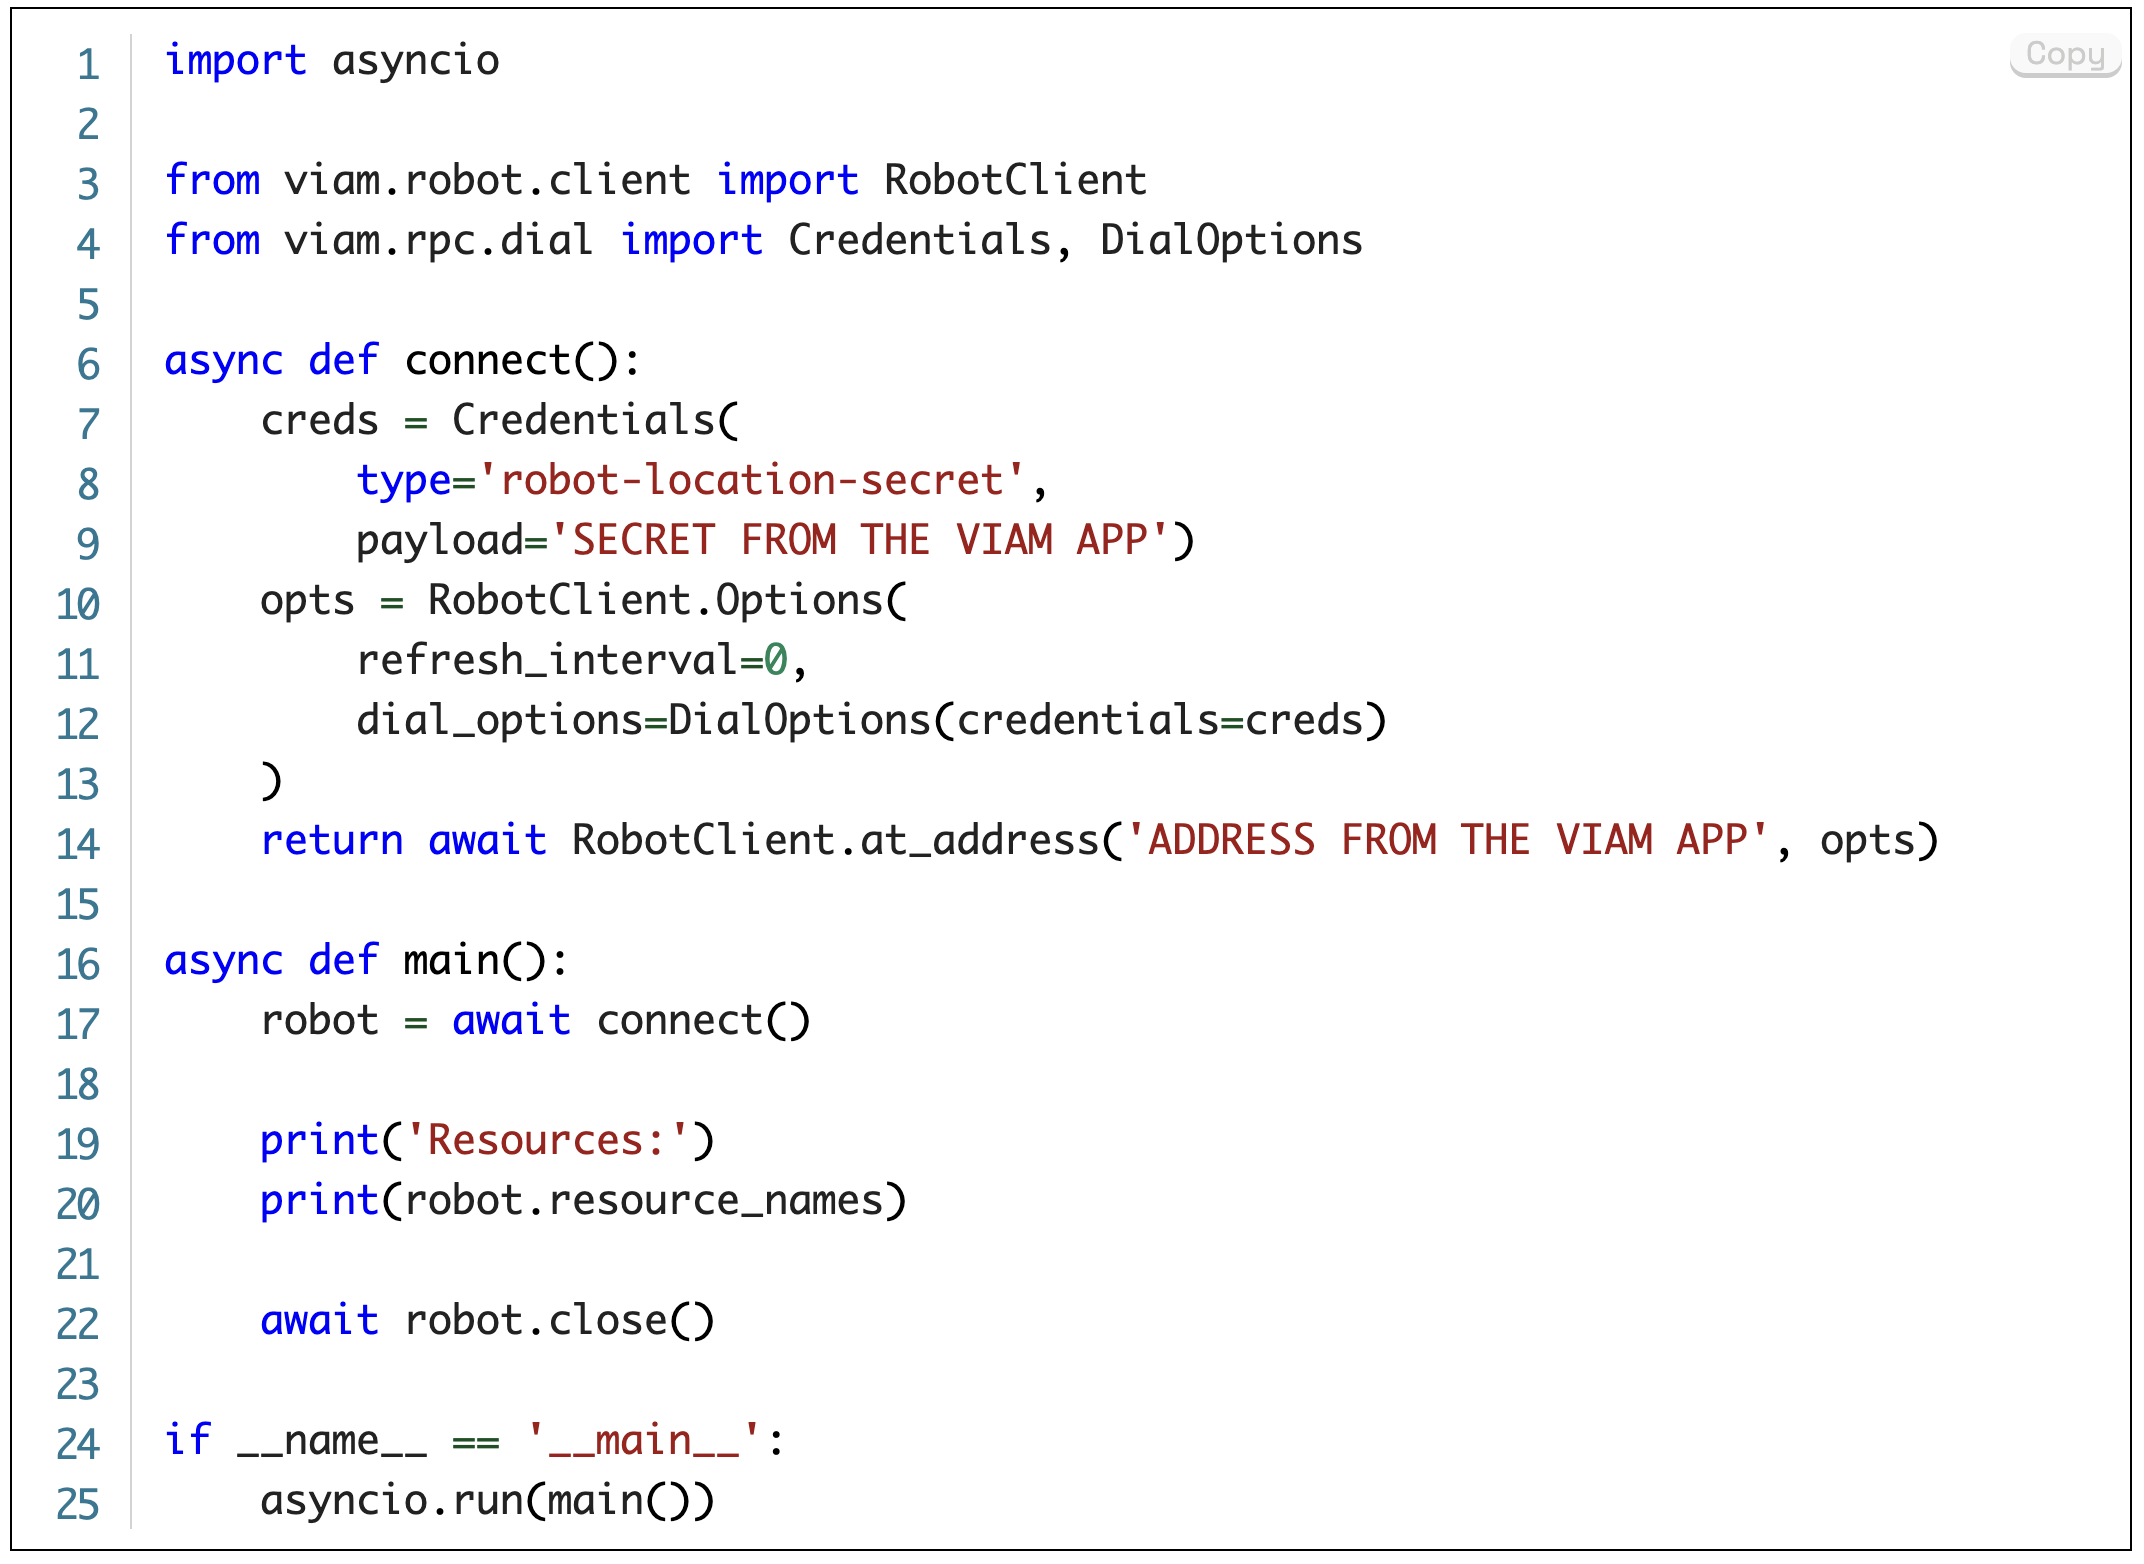 Copy
1 import asyncio
2
3 from viam.robot.client import RobotClient
4 from viam.rpc.dial import Credentials, DialOptions
5
6 async def connect():
7     creds = Credentials(
8         type='robot-location-secret',
9         payload='SECRET FROM THE VIAM APP')
10     opts = RobotClient.Options(
11         refresh_interval=0,
12         dial_options=DialOptions(credentials=creds)
13     )
14     return await RobotClient.at_address('ADDRESS FROM THE VIAM APP', opts)
15
16 async def main():
17     robot = await connect()
18
19     print('Resources:')
20     print(robot.resource_names)
21
22     await robot.close()
23
24 if __name__ == '__main__':
25     asyncio.run(main())